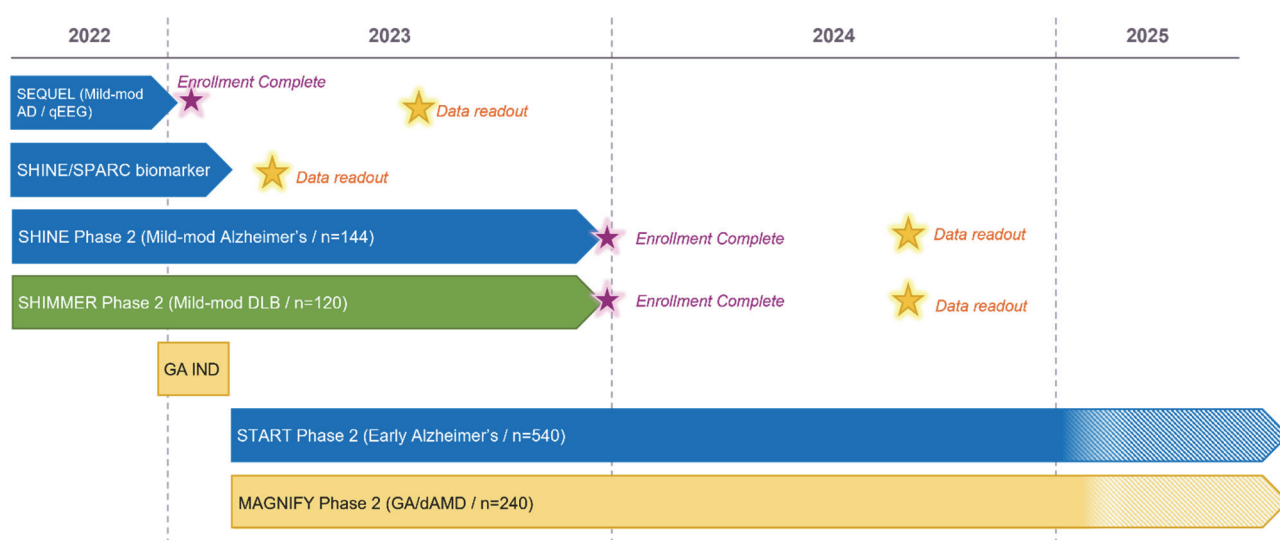 2022
2023
2024
2025
SEQUEL (Mild-mod
AD / qEEG)
Enrollment Complete
Data readout
SHINE/SPARC biomarker
Data readout
SHINE Phase 2 (Mild-mod Alzheimer's / n=144)
Enrollment Complete
Data readout
SHIMMER Phase 2 (Mild-mod DLB / n=120)
Enrollment Complete
Data readout
GA IND
START Phase 2 (Early Alzheimer's / n=540)
MAGNIFY Phase 2 (GA/dAMD / n=240)